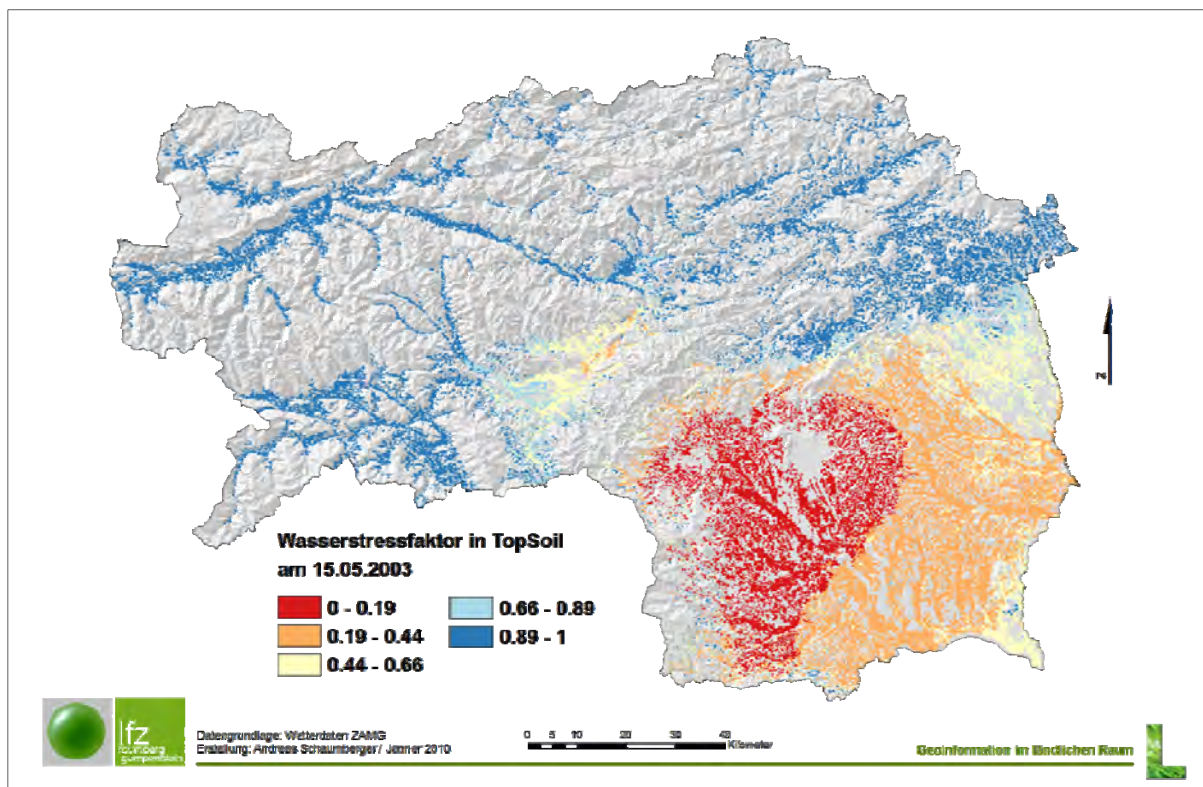 Wasserstressfaktor in TopSoil
am 15.05.2003
0 - 0.19
0.19 - 0.44
0.44 - 0.66
0.66 - 0.89
0.89 - 1
lfz
raumberg
gumpenstein
Datengrundlage: Wetterdaten ZAMG
Erstellung: Andreas Schaumberger / Jänner 2010
0 5 10 20 30 40
Kilometer
Geoinformation im ländlichen Raum